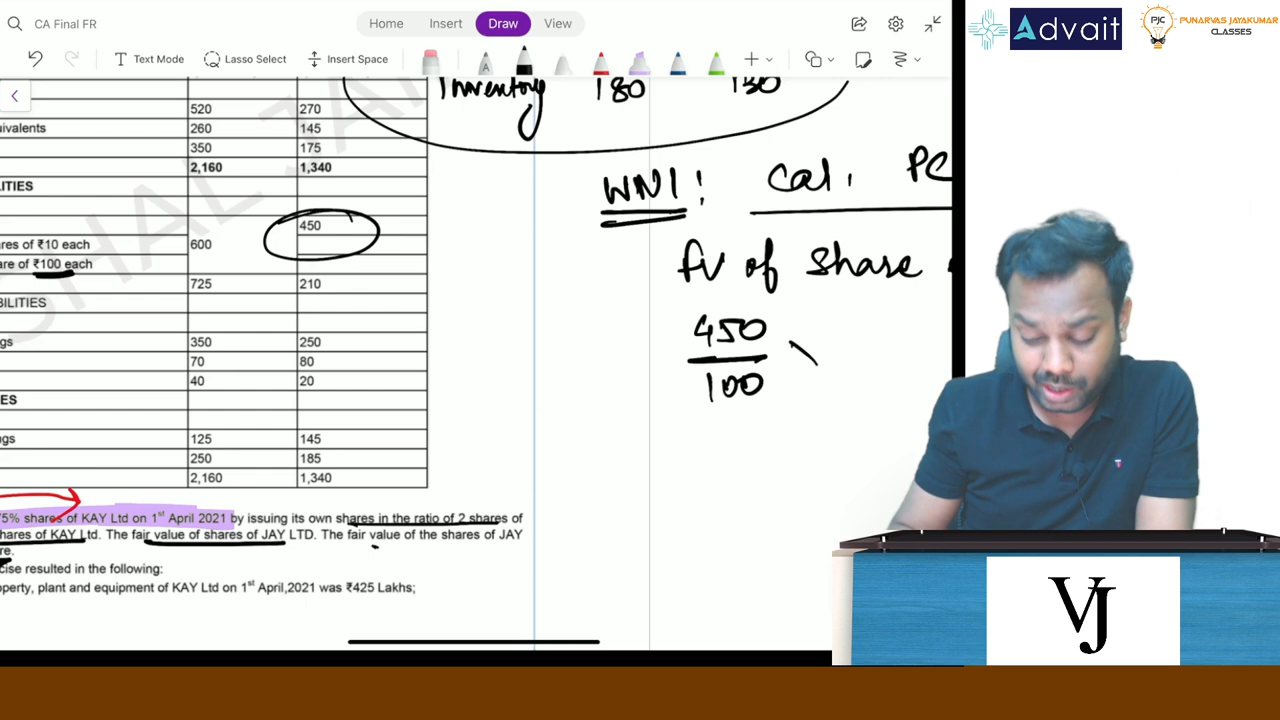 CA Final FR
Home Insert Draw View
Text Mode Lasso Select Insert Space
Advait
PJC PUNARVAS JAYAKUMAR CLASSES
Inventory 180 130
520 270
uivalents 260 145
350 175
2,160 1,340
LITIES
450
ares of ₹10 each 600
are of ₹100 each
725 210
BILITIES
gs 350 250
70 80
40 20
ES
ngs 125 145
250 185
2,160 1,340
WN1: Cal. PC
FV of Share
450
100
75% shares of KAY Ltd on 1st April 2021 by issuing its own shares in the ratio of 2 shares of
hares of KAY Ltd. The fair value of shares of JAY LTD. The fair value of the shares of JAY
re.
cise resulted in the following:
operty, plant and equipment of KAY Ltd on 1st April,2021 was ₹425 Lakhs;
VJ